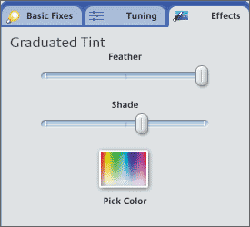 Basic Fixes Tuning Effects
Graduated Tint
Feather
Shade
Pick Color